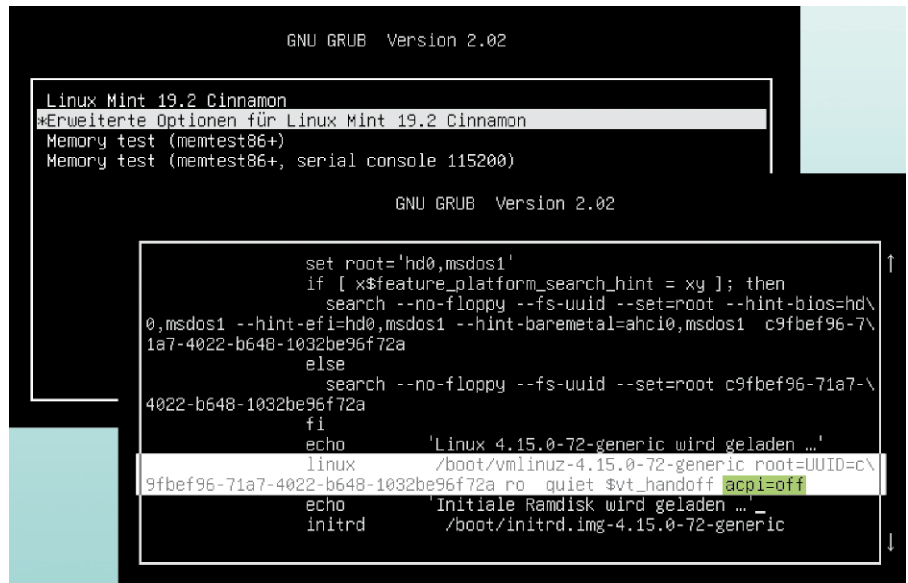 GNU GRUB Version 2.02
Linux Mint 19.2 Cinnamon
*Erweiterte Optionen für Linux Mint 19.2 Cinnamon
Memory test (memtest86+)
Memory test (memtest86+, serial console 115200)
GNU GRUB Version 2.02
set root='hd0,msdos1'
if [ x$feature_platform_search_hint = xy ]; then
search --no-floppy --fs-uuid --set=root --hint-bios=hd\
0,msdos1 --hint-efi=hd0,msdos1 --hint-baremetal=ahci0,msdos1 c9fbef96-7\
1a7-4022-b648-1032be96f72a
else
search --no-floppy --fs-uuid --set=root c9fbef96-71a7-\
4022-b648-1032be96f72a
fi
echo 'Linux 4.15.0-72-generic wird geladen …'
linux /boot/vmlinuz-4.15.0-72-generic root=UUID=c\
9fbef96-71a7-4022-b648-1032be96f72a ro quiet $vt_handoff acpi=off
echo 'Initiale Ramdisk wird geladen …'_
initrd /boot/initrd.img-4.15.0-72-generic